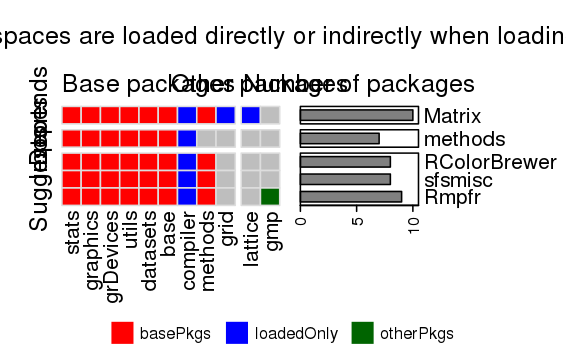 spaces are loaded directly or indirectly when loadin
Base packages Other packages Number of packages
Matrix
methods
RColorBrewer
sfsmisc
Rmpfr
Suggests
stats
graphics
grDevices
utils
datasets
base
compiler
methods
grid
lattice
gmp
0
5
10
basePkgs
loadedOnly
otherPkgs